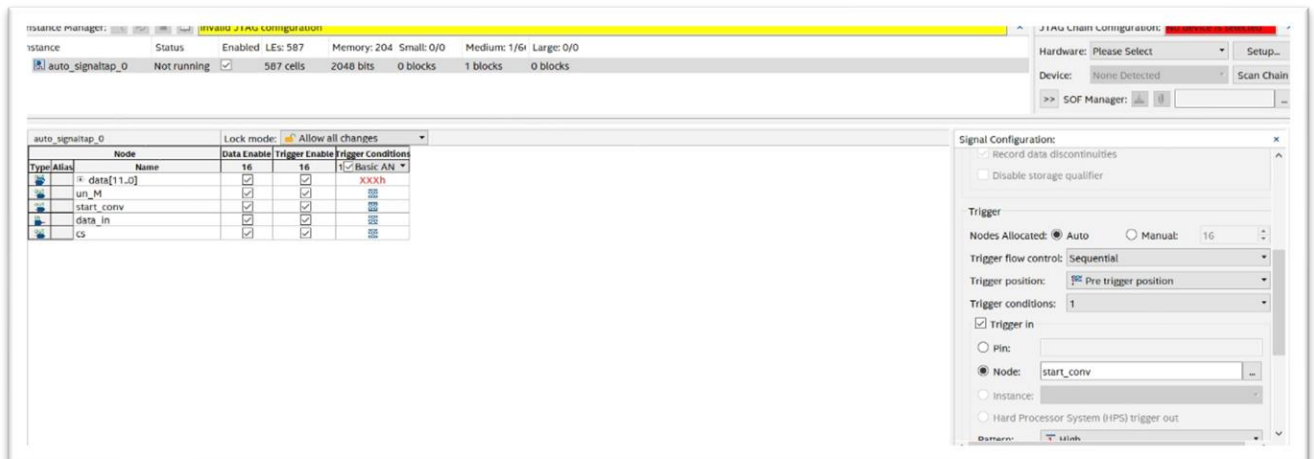 Instance Manager: Invalid JTAG configuration
JTAG Chain Configuration: No device is selected
Instance Status Enabled LEs: 587 Memory: 204 Small: 0/0 Medium: 1/6 Large: 0/0
auto_signaltap_0 Not running 587 cells 2048 bits 0 blocks 1 blocks 0 blocks
Hardware: Please Select Setup...
Device: None Detected Scan Chain
>> SOF Manager: ...
auto_signaltap_0 Lock mode: Allow all changes
Node Data Enable Trigger Enable Trigger Conditions
Type Alias Name 16 16 1 Basic AN
data[11..0] XXXh
un_M
start_conv
data_in
cs
Signal Configuration: ×
Record data discontinuities
Disable storage qualifier
Trigger
Nodes Allocated: Auto Manual: 16
Trigger flow control: Sequential
Trigger position: Pre trigger position
Trigger conditions: 1
Trigger in
Pin:
Node: start_conv ...
Instance:
Hard Processor System (HPS) trigger out
Pattern: High